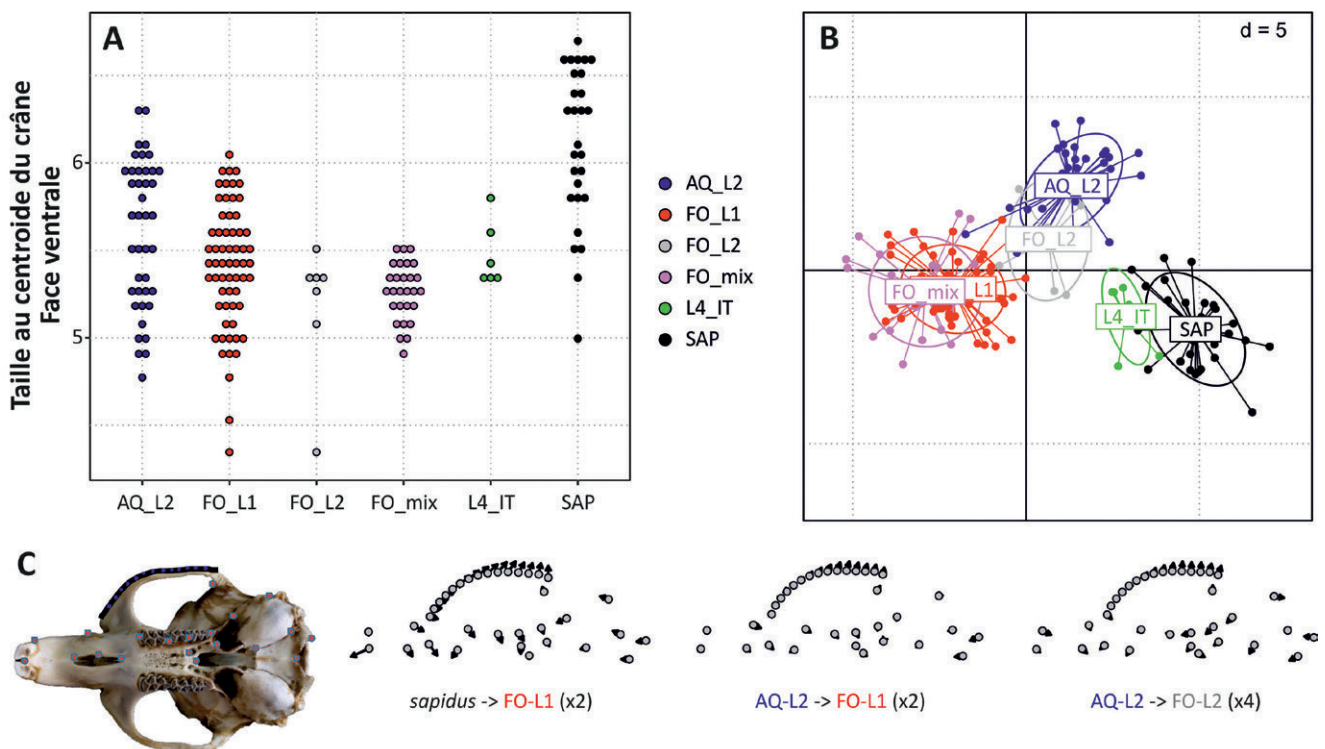 A
Taille au centroide du crâne
Face ventrale
6
5
AQ_L2
FO_L1
FO_L2
FO_mix
L4_IT
SAP
AQ_L2
FO_L1
FO_L2
FO_mix
L4_IT
SAP
B
d = 5
AQ_L2
FO_L2
FO_mix
L1
L4_IT
SAP
C
sapidus -> FO-L1 (x2)
AQ-L2 -> FO-L1 (x2)
AQ-L2 -> FO-L2 (x4)